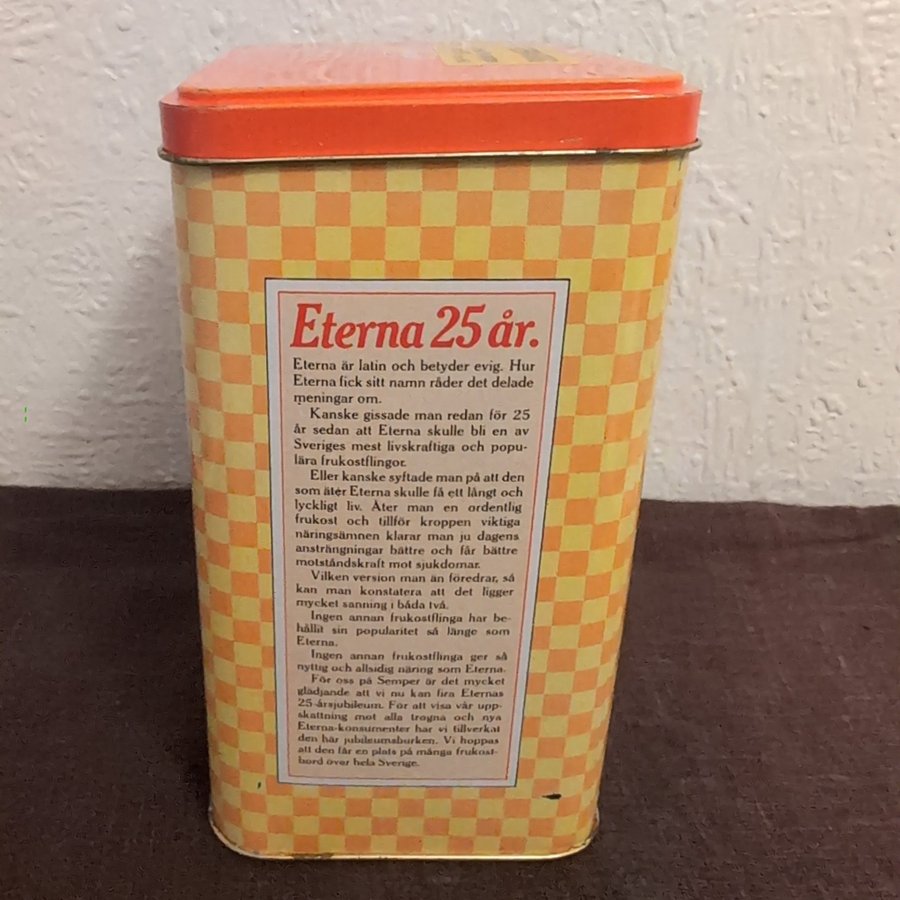 Eterna 25 år.
Eterna är latin och betyder evig. Hur
Eterna fick sitt namn råder det delade
meningar om.
Kanske gissade man redan för 25
år sedan att Eterna skulle bli en av
Sveriges mest livskraftiga och popu-
lära frukostflingor.
Eller kanske syftade man på att den
som äter Eterna skulle få ett långt och
lyckligt liv. Äter man en ordentlig
frukost och tillför kroppen viktiga
näringsämnen klarar man ju dagens
ansträngningar bättre och får bättre
motståndskraft mot sjukdomar.
Vilken version man än föredrar, så
kan man konstatera att det ligger
mycket sanning i båda två.
Ingen annan frukostflinga har be-
hållit sin popularitet så länge som
Eterna.
Ingen annan frukostflinga ger så
nyttig och allsidig näring som Eterna.
För oss på Semper är det mycket
glädjande att vi nu kan fira Eternas
25-årsjubileum. För att visa vår upp-
skattning mot alla trogna och nya
Eterna-konsumenter har vi tillverkat
den här jubileumsburken. Vi hoppas
att den får en plats på många frukost-
bord över hela Sverige.